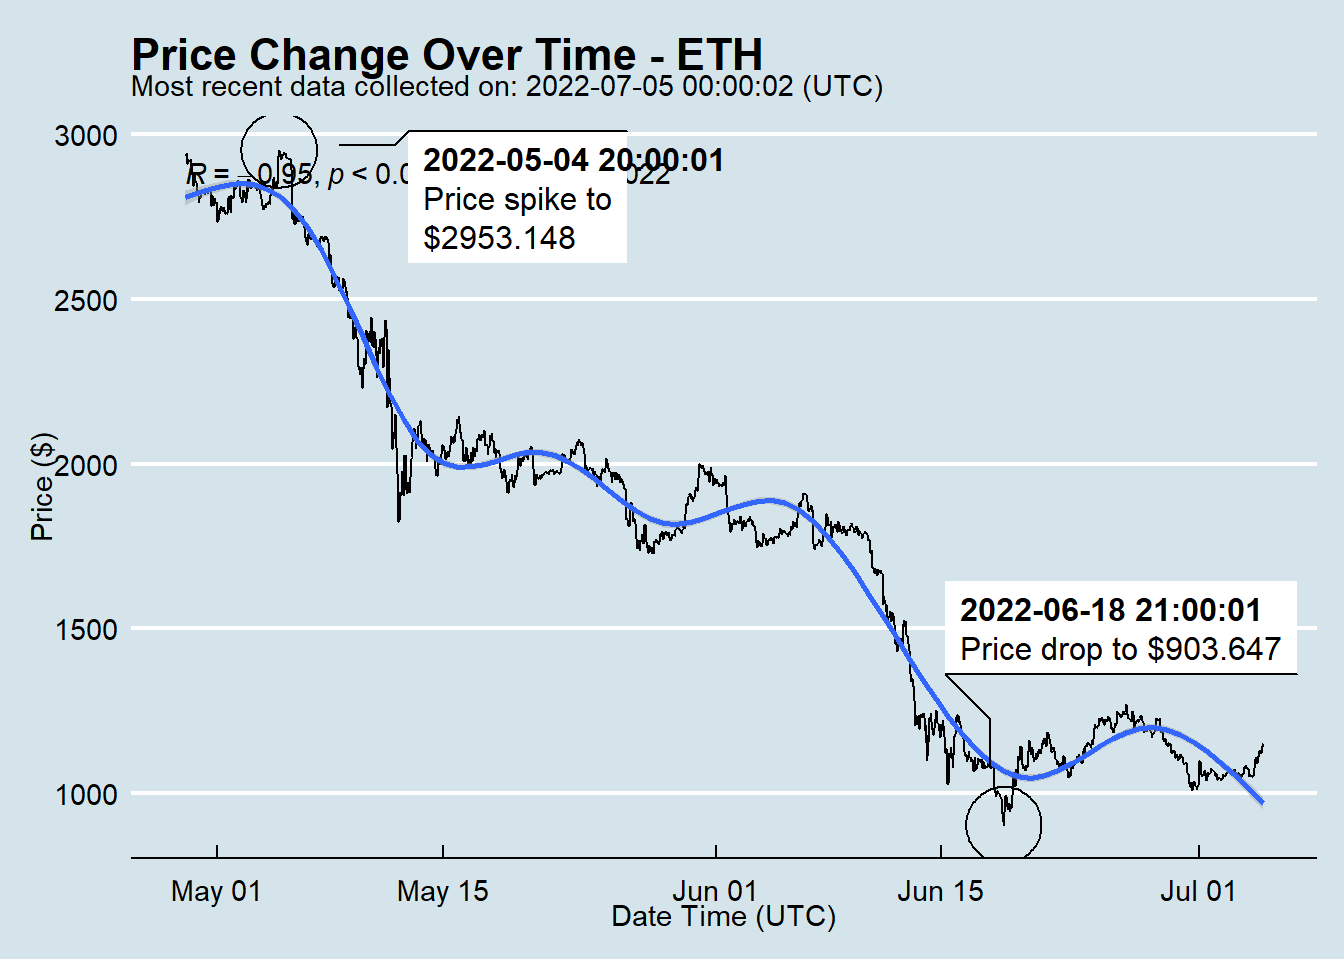 Price Change Over Time - ETH
Most recent data collected on: 2022-07-05 00:00:02 (UTC)
3000
2500
2000
1500
1000
Price ($)
R = −0.95, p < 0.0
022
2022-05-04 20:00:01
Price spike to
$2953.148
2022-06-18 21:00:01
Price drop to $903.647
May 01
May 15
Jun 01
Jun 15
Jul 01
Date Time (UTC)